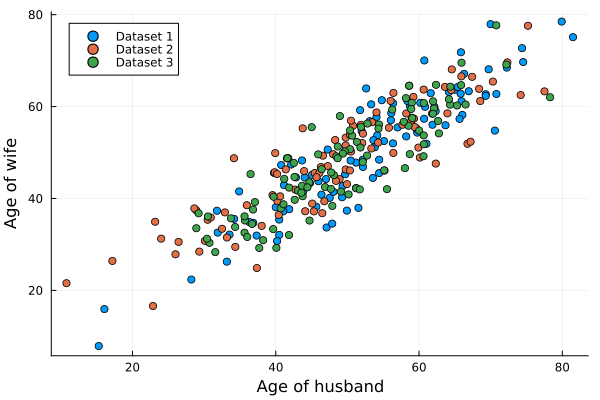 80
60
40
20
Age of wife
Dataset 1
Dataset 2
Dataset 3
20 40 60 80
Age of husband